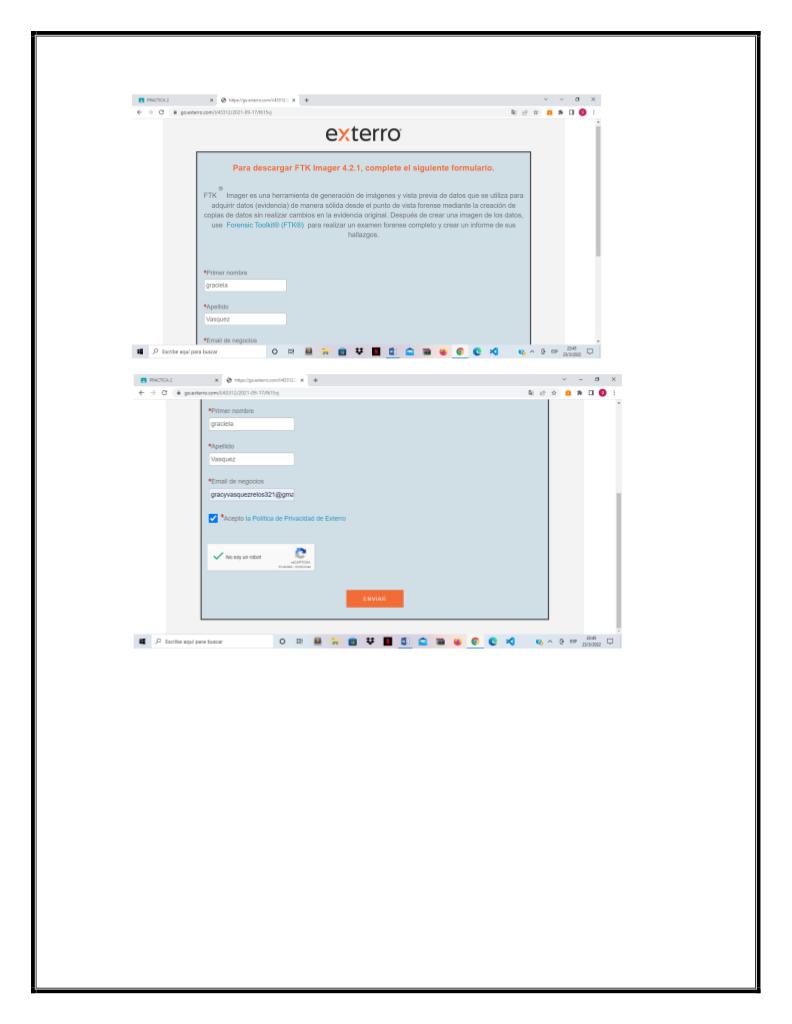 PRACTICA 2
https://go.exterro.com/l/43312/2
go.exterro.com/l/43312/2021-09-17/f615sj
exterro
Para descargar FTK Imager 4.2.1, complete el siguiente formulario.
FTK ® Imager es una herramienta de generación de imágenes y vista previa de datos que se utiliza para
adquirir datos (evidencia) de manera sólida desde el punto de vista forense mediante la creación de
copias de datos sin realizar cambios en la evidencia original. Después de crear una imagen de los datos,
use Forensic Toolkit® (FTK®) para realizar un examen forense completo y crear un informe de sus
hallazgos.
*Primer nombre
graciela
*Apellido
Vasquez
*Email de negocios
Escribe aquí para buscar
ESP
23:45
23/3/2022
PRACTICA 2
https://go.exterro.com/l/43312/
go.exterro.com/l/43312/2021-09-17/f615sj
*Primer nombre
graciela
*Apellido
Vasquez
*Email de negocios
gracyvasquezrelos321@gma
*Acepto la Política de Privacidad de Exterro
No soy un robot
reCAPTCHA
Privacidad - Condiciones
ENVIAR
Escribe aquí para buscar
ESP
23:45
23/3/2022